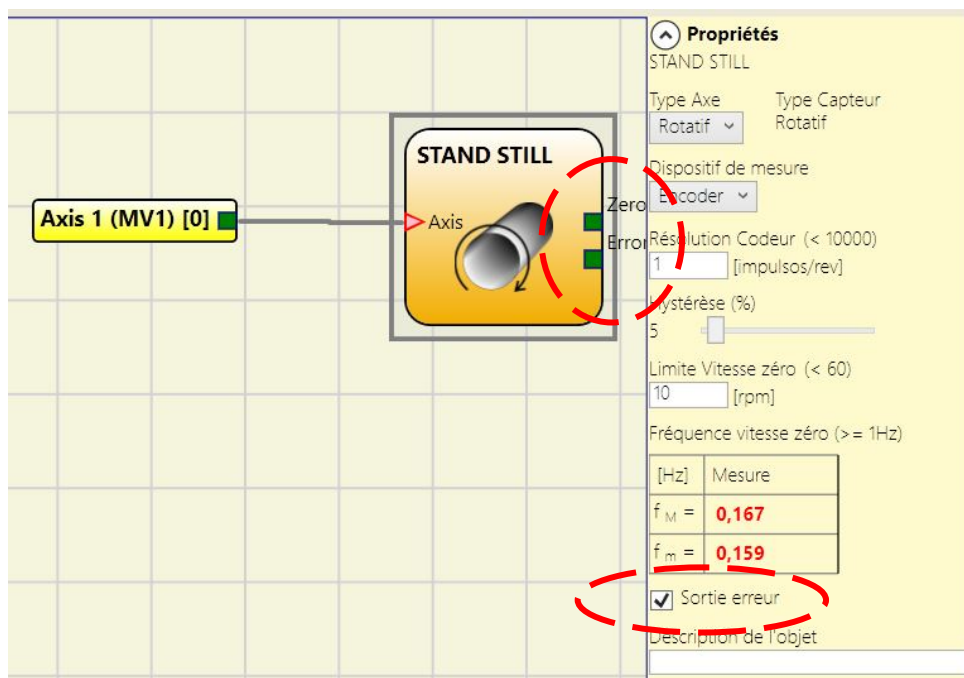 Propriétés
STAND STILL
Type Axe Type Capteur
Rotatif Rotatif
Dispositif de mesure
Encoder
Résolution Codeur (< 10000)
1 [impulsos/rev]
Hystérèse (%)
5
Limite Vitesse zéro (< 60)
10 [rpm]
Fréquence vitesse zéro (>= 1Hz)
[Hz] Mesure
f M = 0,167
f m = 0,159
Sortie erreur
Description de l'objet
STAND STILL
Axis 1 (MV1) [0]
Axis
Zero
Error